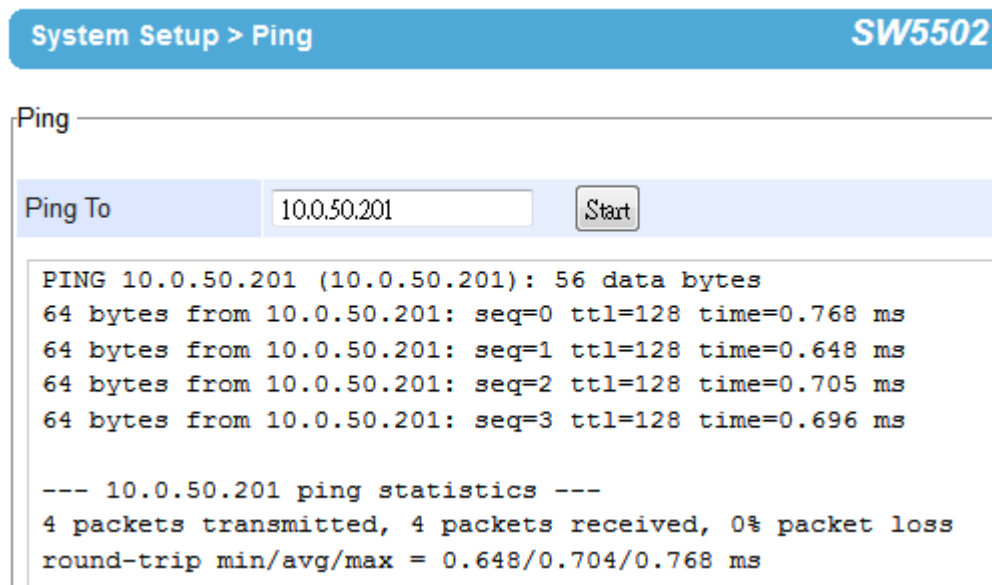 System Setup > Ping SW5502
Ping
Ping To 10.0.50.201 Start
PING 10.0.50.201 (10.0.50.201): 56 data bytes
64 bytes from 10.0.50.201: seq=0 ttl=128 time=0.768 ms
64 bytes from 10.0.50.201: seq=1 ttl=128 time=0.648 ms
64 bytes from 10.0.50.201: seq=2 ttl=128 time=0.705 ms
64 bytes from 10.0.50.201: seq=3 ttl=128 time=0.696 ms
--- 10.0.50.201 ping statistics ---
4 packets transmitted, 4 packets received, 0% packet loss
round-trip min/avg/max = 0.648/0.704/0.768 ms